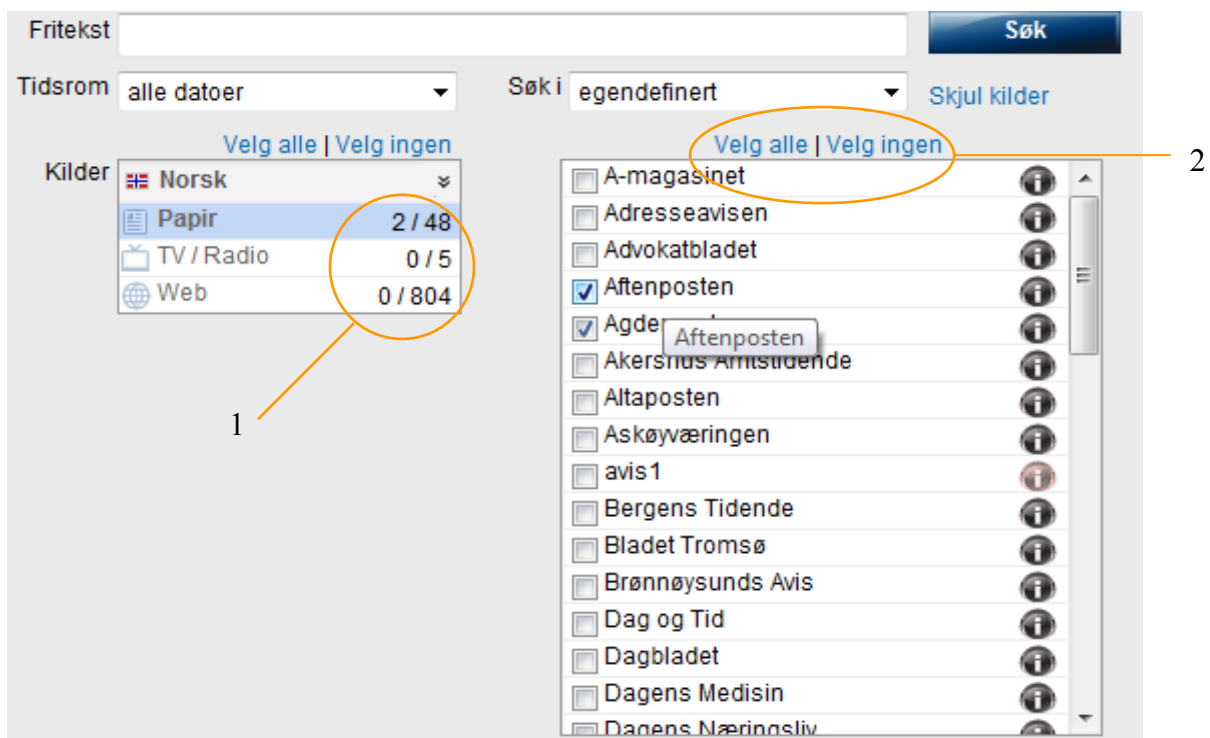 Fritekst Søk
Tidsrom alle datoer Søk i egendefinert Skjul kilder
Velg alle | Velg ingen Velg alle | Velg ingen 2
Kilder Norsk
Papir 2 / 48
TV / Radio 0 / 5
Web 0 / 804
1
A-magasinet
Adresseavisen
Advokatbladet
Aftenposten
Aftenposten
Altaposten
Askøyværingen
avis1
Bergens Tidende
Bladet Tromsø
Brønnøysunds Avis
Dag og Tid
Dagbladet
Dagens Medisin
Dagens Næringsliv